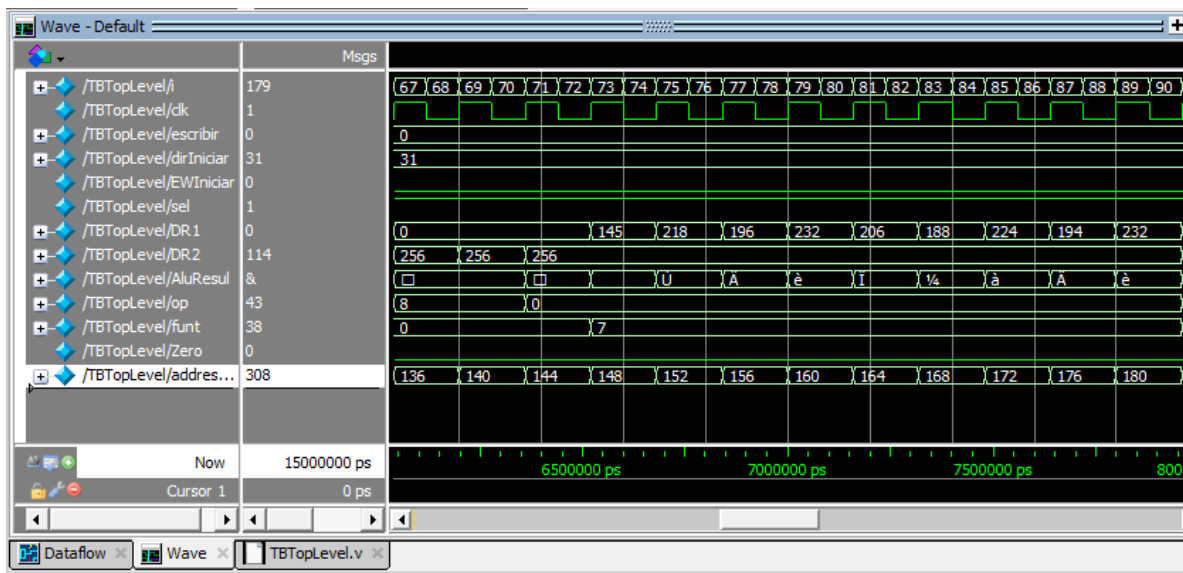 Wave - Default
Msgs
/TBTopLevel/i 179 67 68 69 70 71 72 73 74 75 76 77 78 79 80 81 82 83 84 85 86 87 88 89 90
/TBTopLevel/clk 1
/TBTopLevel/escribir 0 0
/TBTopLevel/dirIniciar 31 31
/TBTopLevel/EWIniciar 0
/TBTopLevel/sel 1
/TBTopLevel/DR1 0 0 145 218 196 232 206 188 224 194 232
/TBTopLevel/DR2 114 256 256 256
/TBTopLevel/AluResul & □ □ Ú Ä è Î ¼ à Â è
/TBTopLevel/op 43 8 0
/TBTopLevel/funt 38 0 7
/TBTopLevel/Zero 0
/TBTopLevel/addres... 308 136 140 144 148 152 156 160 164 168 172 176 180
Now 15000000 ps 6500000 ps 7000000 ps 7500000 ps 800
Cursor 1 0 ps
Dataflow Wave TBTopLevel.v